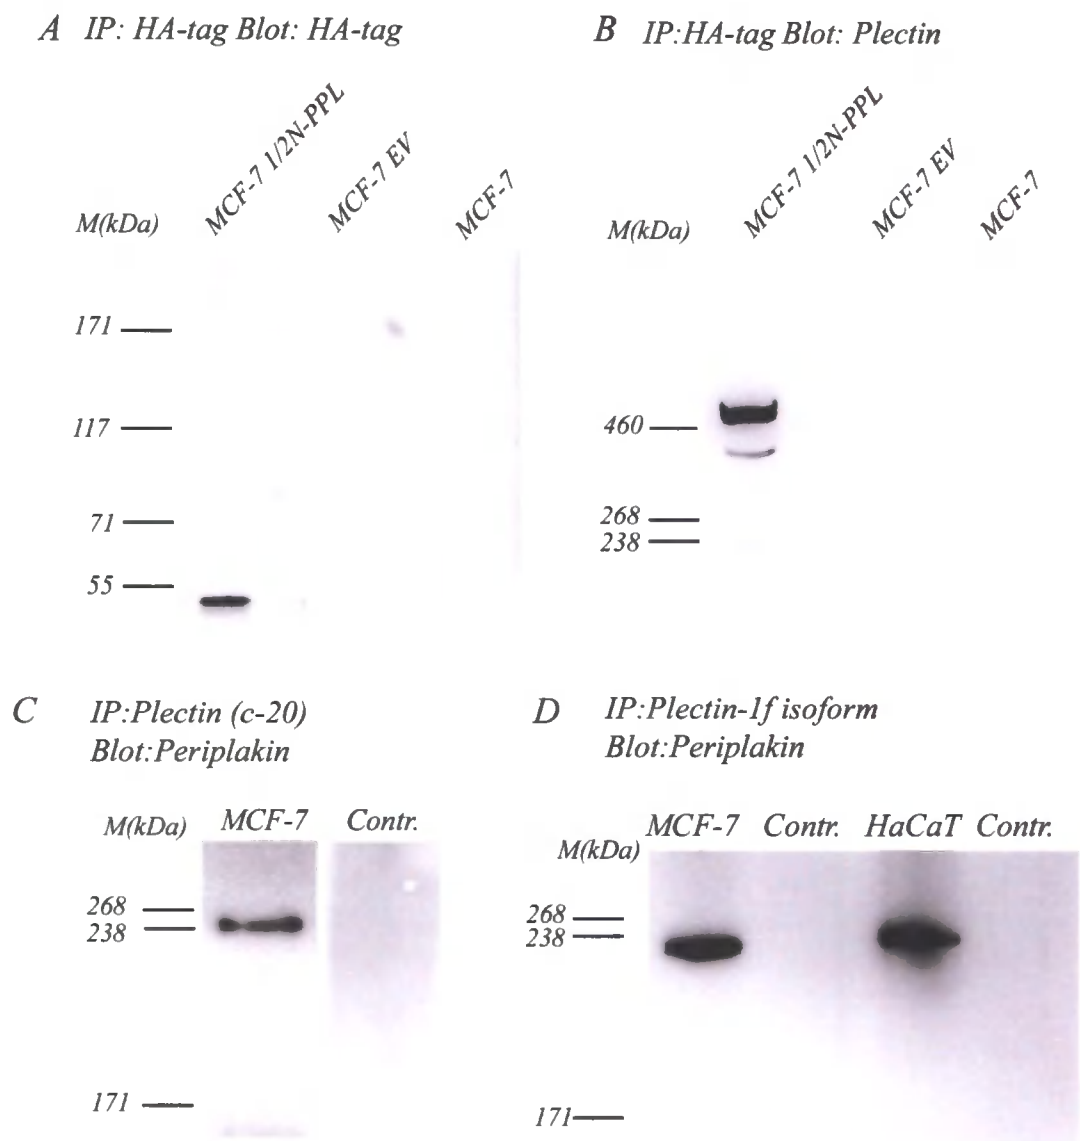 A IP: HA-tag Blot: HA-tag
MCF-7 1/2N-PPL
MCF-7 EV
MCF-7
M(kDa)
171
117
71
55
B IP:HA-tag Blot: Plectin
MCF-7 1/2N-PPL
MCF-7 EV
MCF-7
M(kDa)
460
268
238
C IP:Plectin (c-20)
Blot:Periplakin
M(kDa) MCF-7 Contr.
268
238
171
D IP:Plectin-1f isoform
Blot:Periplakin
MCF-7 Contr. HaCaT Contr.
M(kDa)
268
238
171